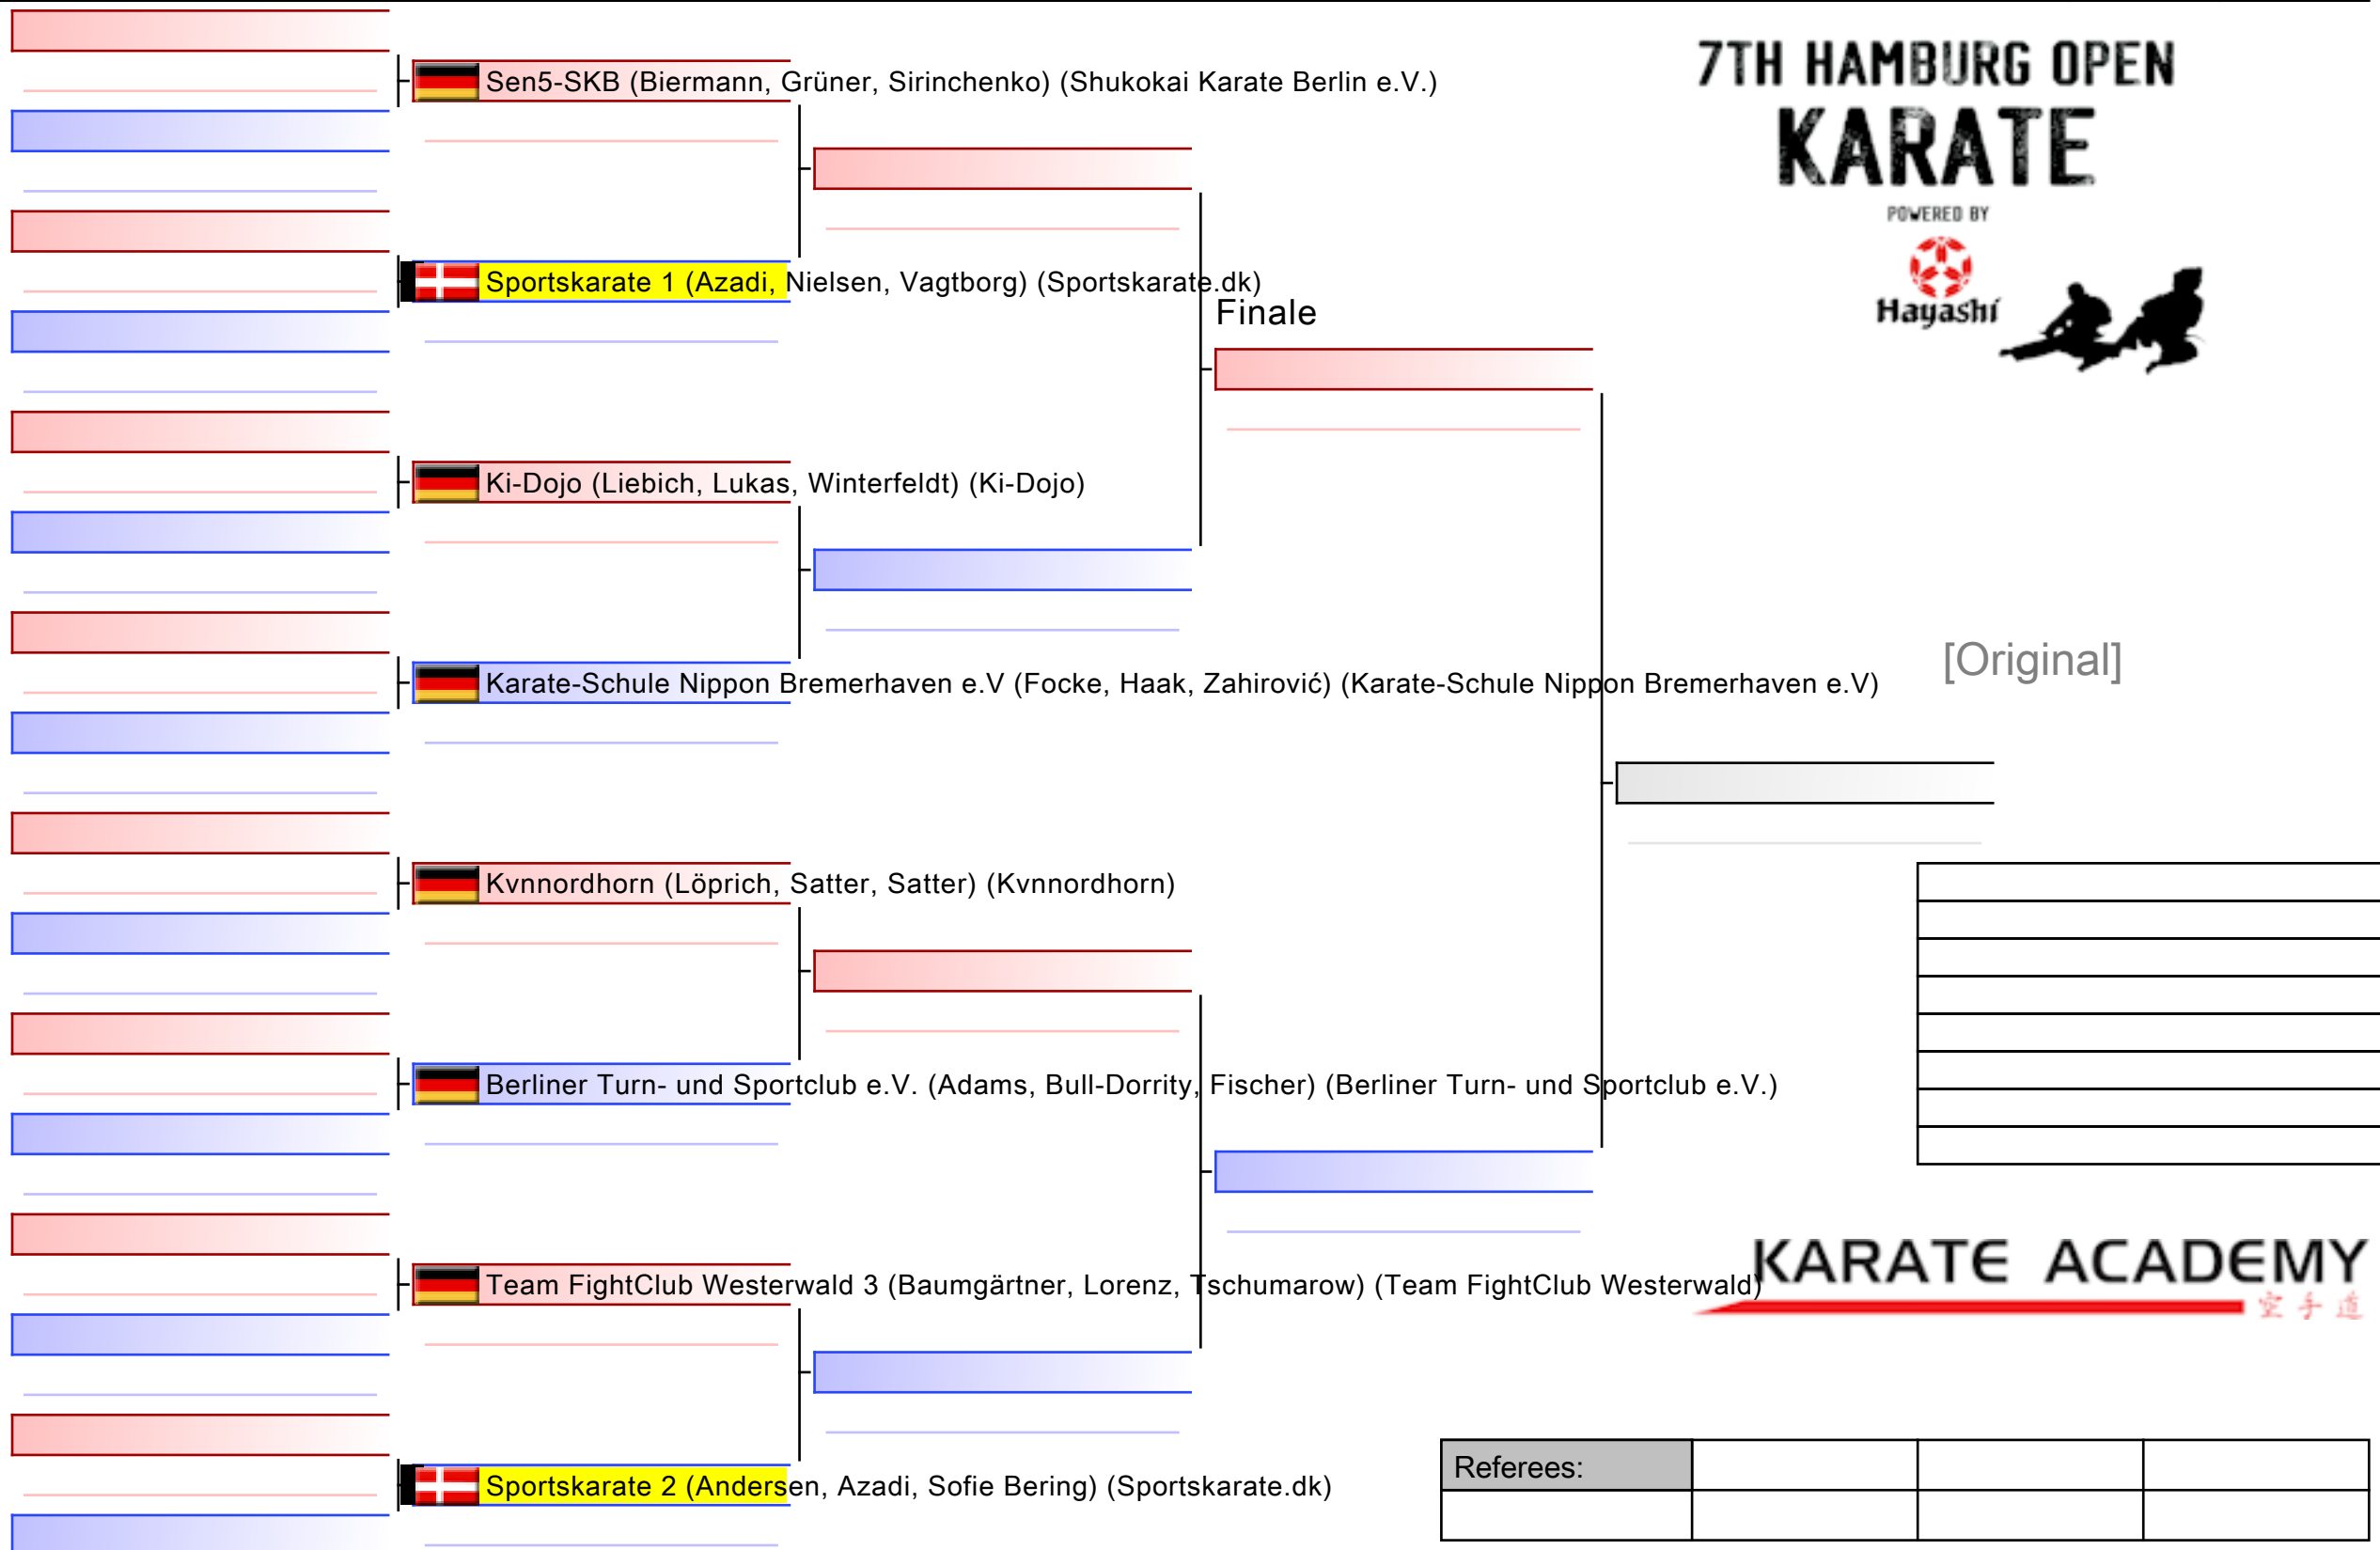 7TH HAMBURG OPEN
KARATE
POWERED BY
Hayashi
Sen5-SKB (Biermann, Grüner, Sirinchenko) (Shukokai Karate Berlin e.V.)
Sportskarate 1 (Azadi, Nielsen, Vagtborg) (Sportskarate.dk)
Finale
Ki-Dojo (Liebich, Lukas, Winterfeldt) (Ki-Dojo)
[Original]
Karate-Schule Nippon Bremerhaven e.V (Focke, Haak, Zahirović) (Karate-Schule Nippon Bremerhaven e.V)
Kvnnordhorn (Löprich, Satter, Satter) (Kvnnordhorn)
Berliner Turn- und Sportclub e.V. (Adams, Bull-Dorrity, Fischer) (Berliner Turn- und Sportclub e.V.)
Team FightClub Westerwald 3 (Baumgärtner, Lorenz, Tschumarow) (Team FightClub Westerwald)
KARATE ACADEMY
空手道
Sportskarate 2 (Andersen, Azadi, Sofie Bering) (Sportskarate.dk)
Referees: